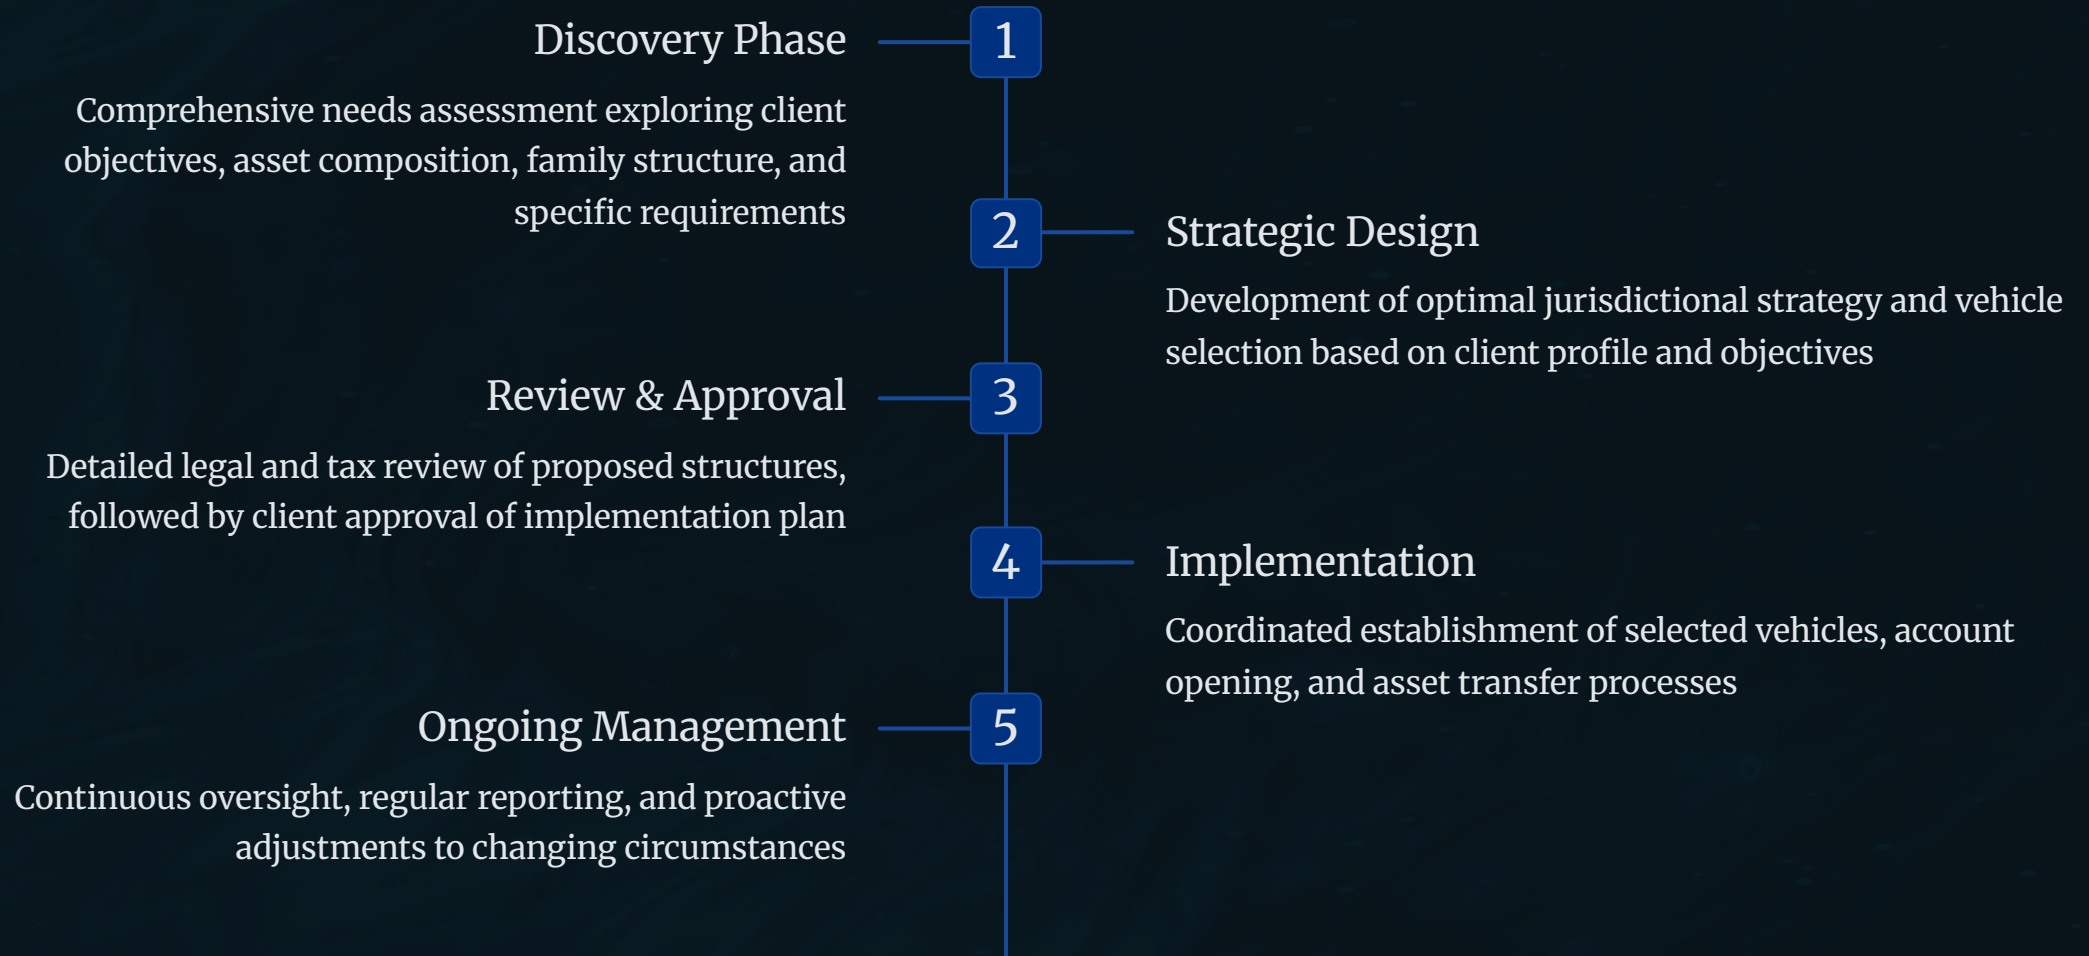 Discovery Phase
1
Comprehensive needs assessment exploring client
objectives, asset composition, family structure, and
specific requirements
2
Strategic Design
Development of optimal jurisdictional strategy and vehicle
selection based on client profile and objectives
Review & Approval
3
Detailed legal and tax review of proposed structures,
followed by client approval of implementation plan
4
Implementation
Coordinated establishment of selected vehicles, account
opening, and asset transfer processes
Ongoing Management
5
Continuous oversight, regular reporting, and proactive
adjustments to changing circumstances